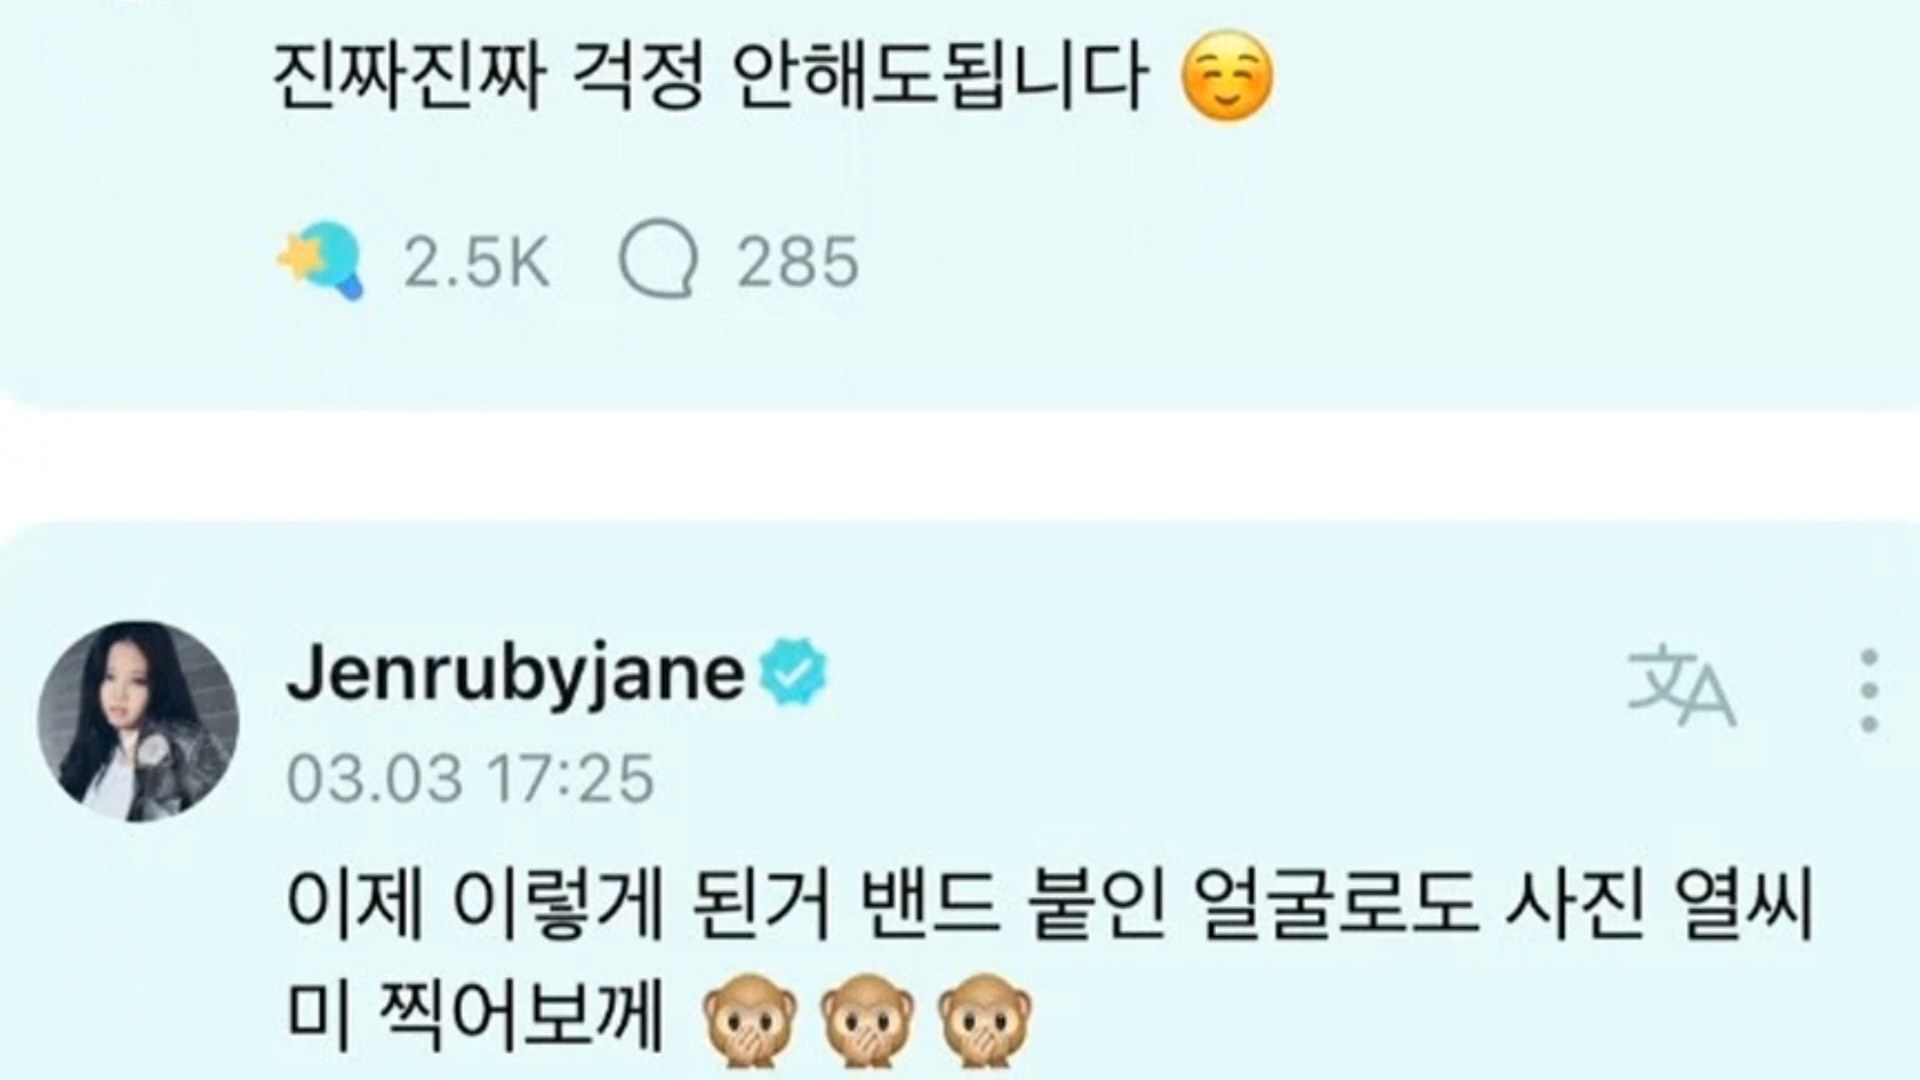 진짜진짜 걱정 안해도됩니다 ☺️
2.5K 285
Jenrubyjane
03.03 17:25
이제 이렇게 된거 밴드 붙인 얼굴로도 사진 열씨
미 찍어보께 🙊🙊🙊